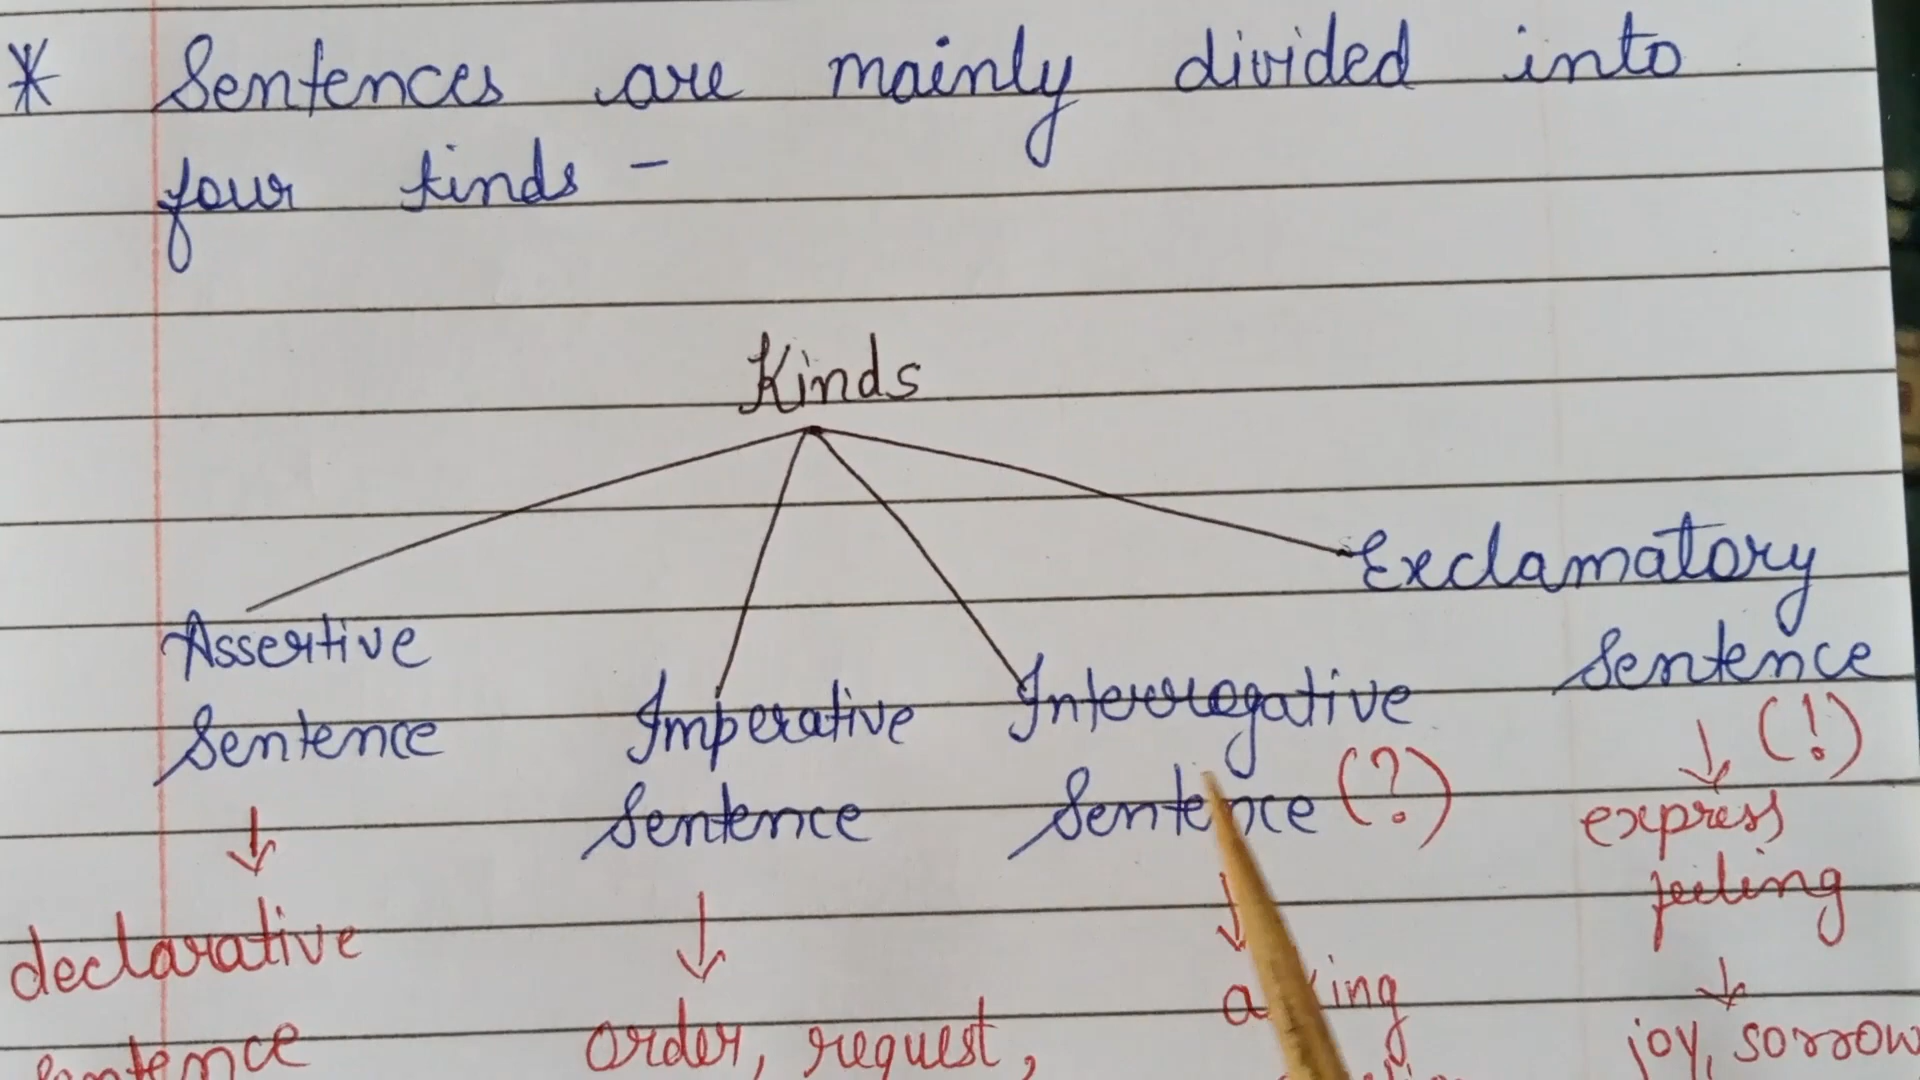 * Sentences are mainly divided into
four kinds -
Kinds
Assertive
Sentence
↓
declarative
sentence
Imperative
Sentence
↓
order, request,
Interrogative
Sentence (?)
↓
Exclamatory
Sentence
↓ (!)
express
feeling
↓
joy, sorrow